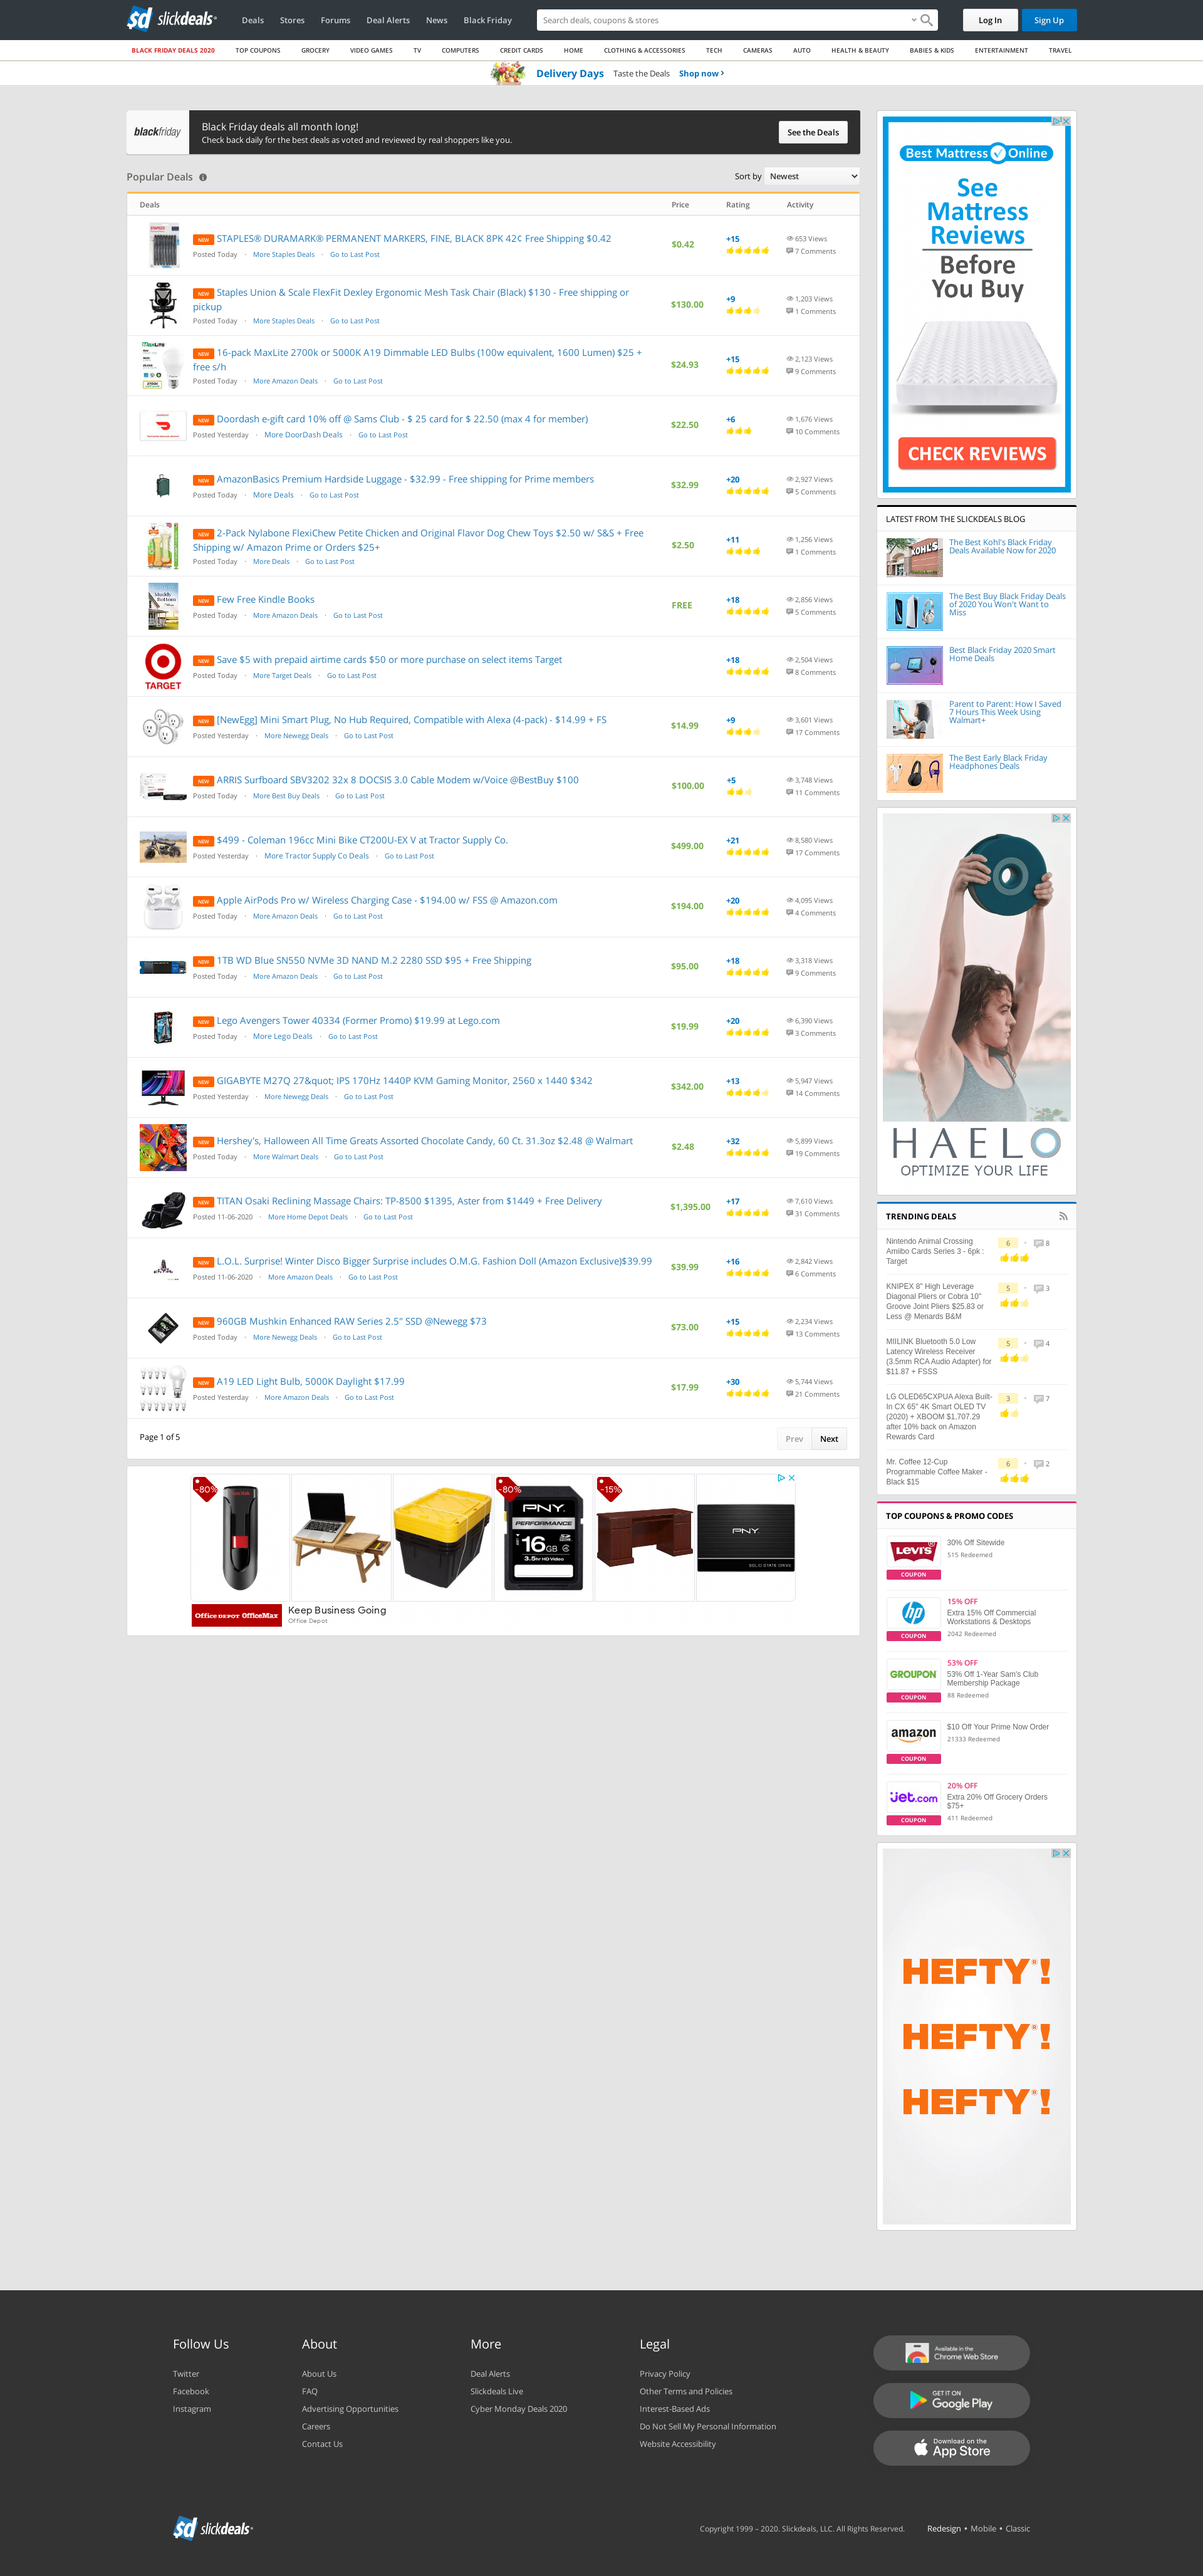 slickdeals
Deals
Stores
Forums
Deal Alerts
News
Black Friday
Search deals, coupons & stores
Log In
Sign Up
BLACK FRIDAY DEALS 2020
TOP COUPONS
GROCERY
VIDEO GAMES
TV
COMPUTERS
CREDIT CARDS
HOME
CLOTHING & ACCESSORIES
TECH
CAMERAS
AUTO
HEALTH & BEAUTY
BABIES & KIDS
ENTERTAINMENT
TRAVEL
Delivery Days Taste the Deals Shop now
blackfriday
Black Friday deals all month long!
Check back daily for the best deals as voted and reviewed by real shoppers like you.
See the Deals
Popular Deals
Sort by Newest
Deals Price Rating Activity
NEW STAPLES® DURAMARK® PERMANENT MARKERS, FINE, BLACK 8PK 42¢ Free Shipping $0.42
Posted Today · More Staples Deals · Go to Last Post
$0.42
+15
653 Views
7 Comments
NEW Staples Union & Scale FlexFit Dexley Ergonomic Mesh Task Chair (Black) $130 - Free shipping or
pickup
Posted Today · More Staples Deals · Go to Last Post
$130.00
+9
1,203 Views
1 Comments
NEW 16-pack MaxLite 2700k or 5000K A19 Dimmable LED Bulbs (100w equivalent, 1600 Lumen) $25 +
free s/h
Posted Today · More Amazon Deals · Go to Last Post
$24.93
+15
2,123 Views
9 Comments
NEW Doordash e-gift card 10% off @ Sams Club - $ 25 card for $ 22.50 (max 4 for member)
Posted Yesterday · More DoorDash Deals · Go to Last Post
$22.50
+6
1,676 Views
10 Comments
NEW AmazonBasics Premium Hardside Luggage - $32.99 - Free shipping for Prime members
Posted Today · More Deals · Go to Last Post
$32.99
+20
2,927 Views
5 Comments
NEW 2-Pack Nylabone FlexiChew Petite Chicken and Original Flavor Dog Chew Toys $2.50 w/ S&S + Free
Shipping w/ Amazon Prime or Orders $25+
Posted Today · More Deals · Go to Last Post
$2.50
+11
1,256 Views
1 Comments
NEW Few Free Kindle Books
Posted Today · More Amazon Deals · Go to Last Post
FREE
+18
2,856 Views
5 Comments
TARGET
NEW Save $5 with prepaid airtime cards $50 or more purchase on select items Target
Posted Today · More Target Deals · Go to Last Post
+18
2,504 Views
8 Comments
NEW [NewEgg] Mini Smart Plug, No Hub Required, Compatible with Alexa (4-pack) - $14.99 + FS
Posted Yesterday · More Newegg Deals · Go to Last Post
$14.99
+9
3,601 Views
17 Comments
NEW ARRIS Surfboard SBV3202 32x 8 DOCSIS 3.0 Cable Modem w/Voice @BestBuy $100
Posted Today · More Best Buy Deals · Go to Last Post
$100.00
+5
3,748 Views
11 Comments
NEW $499 - Coleman 196cc Mini Bike CT200U-EX V at Tractor Supply Co.
Posted Yesterday · More Tractor Supply Co Deals · Go to Last Post
$499.00
+21
8,580 Views
17 Comments
NEW Apple AirPods Pro w/ Wireless Charging Case - $194.00 w/ FSS @ Amazon.com
Posted Today · More Amazon Deals · Go to Last Post
$194.00
+20
4,095 Views
4 Comments
NEW 1TB WD Blue SN550 NVMe 3D NAND M.2 2280 SSD $95 + Free Shipping
Posted Today · More Amazon Deals · Go to Last Post
$95.00
+18
3,318 Views
9 Comments
NEW Lego Avengers Tower 40334 (Former Promo) $19.99 at Lego.com
Posted Today · More Lego Deals · Go to Last Post
$19.99
+20
6,390 Views
3 Comments
NEW GIGABYTE M27Q 27&quot; IPS 170Hz 1440P KVM Gaming Monitor, 2560 x 1440 $342
Posted Yesterday · More Newegg Deals · Go to Last Post
$342.00
+13
5,947 Views
14 Comments
NEW Hershey's, Halloween All Time Greats Assorted Chocolate Candy, 60 Ct. 31.3oz $2.48 @ Walmart
Posted Today · More Walmart Deals · Go to Last Post
$2.48
+32
5,899 Views
19 Comments
NEW TITAN Osaki Reclining Massage Chairs: TP-8500 $1395, Aster from $1449 + Free Delivery
Posted 11-06-2020 · More Home Depot Deals · Go to Last Post
$1,395.00
+17
7,610 Views
31 Comments
NEW L.O.L. Surprise! Winter Disco Bigger Surprise includes O.M.G. Fashion Doll (Amazon Exclusive)$39.99
Posted 11-06-2020 · More Amazon Deals · Go to Last Post
$39.99
+16
2,842 Views
6 Comments
NEW 960GB Mushkin Enhanced RAW Series 2.5" SSD @Newegg $73
Posted Today · More Newegg Deals · Go to Last Post
$73.00
+15
2,234 Views
13 Comments
NEW A19 LED Light Bulb, 5000K Daylight $17.99
Posted Yesterday · More Amazon Deals · Go to Last Post
$17.99
+30
5,744 Views
21 Comments
Page 1 of 5
Prev
Next
-80%
-80%
-15%
PNY
PERFORMANCE
16GB
3.5hr HD Video
PNY
Office DEPOT OfficeMax
Keep Business Going
Office Depot
Best Mattress Online
See
Mattress
Reviews
Before
You Buy
CHECK REVIEWS
LATEST FROM THE SLICKDEALS BLOG
KOHL'S
The Best Kohl's Black Friday
Deals Available Now for 2020
The Best Buy Black Friday Deals
of 2020 You Won't Want to
Miss
Best Black Friday 2020 Smart
Home Deals
Parent to Parent: How I Saved
7 Hours This Week Using
Walmart+
The Best Early Black Friday
Headphones Deals
HAELO
OPTIMIZE YOUR LIFE
TRENDING DEALS
Nintendo Animal Crossing
Amiibo Cards Series 3 - 6pk :
Target
6 · 8
KNIPEX 8" High Leverage
Diagonal Pliers or Cobra 10"
Groove Joint Pliers $25.83 or
Less @ Menards B&M
5 · 3
MIILINK Bluetooth 5.0 Low
Latency Wireless Receiver
(3.5mm RCA Audio Adapter) for
$11.87 + FSSS
5 · 4
LG OLED65CXPUA Alexa Built-
In CX 65" 4K Smart OLED TV
(2020) + XBOOM $1,707.29
after 10% back on Amazon
Rewards Card
3 · 7
Mr. Coffee 12-Cup
Programmable Coffee Maker -
Black $15
6 · 2
TOP COUPONS & PROMO CODES
LEVI'S
COUPON
30% Off Sitewide
515 Redeemed
hp
COUPON
15% OFF
Extra 15% Off Commercial
Workstations & Desktops
2042 Redeemed
GROUPON
COUPON
53% OFF
53% Off 1-Year Sam's Club
Membership Package
88 Redeemed
amazon
COUPON
$10 Off Your Prime Now Order
21333 Redeemed
jet.com
COUPON
20% OFF
Extra 20% Off Grocery Orders
$75+
411 Redeemed
HEFTY®!
HEFTY®!
HEFTY®!
Follow Us
Twitter
Facebook
Instagram
About
About Us
FAQ
Advertising Opportunities
Careers
Contact Us
More
Deal Alerts
Slickdeals Live
Cyber Monday Deals 2020
Legal
Privacy Policy
Other Terms and Policies
Interest-Based Ads
Do Not Sell My Personal Information
Website Accessibility
Available in the
Chrome Web Store
GET IT ON
Google Play
Download on the
App Store
slickdeals
Copyright 1999 – 2020. Slickdeals, LLC. All Rights Reserved.
Redesign • Mobile • Classic